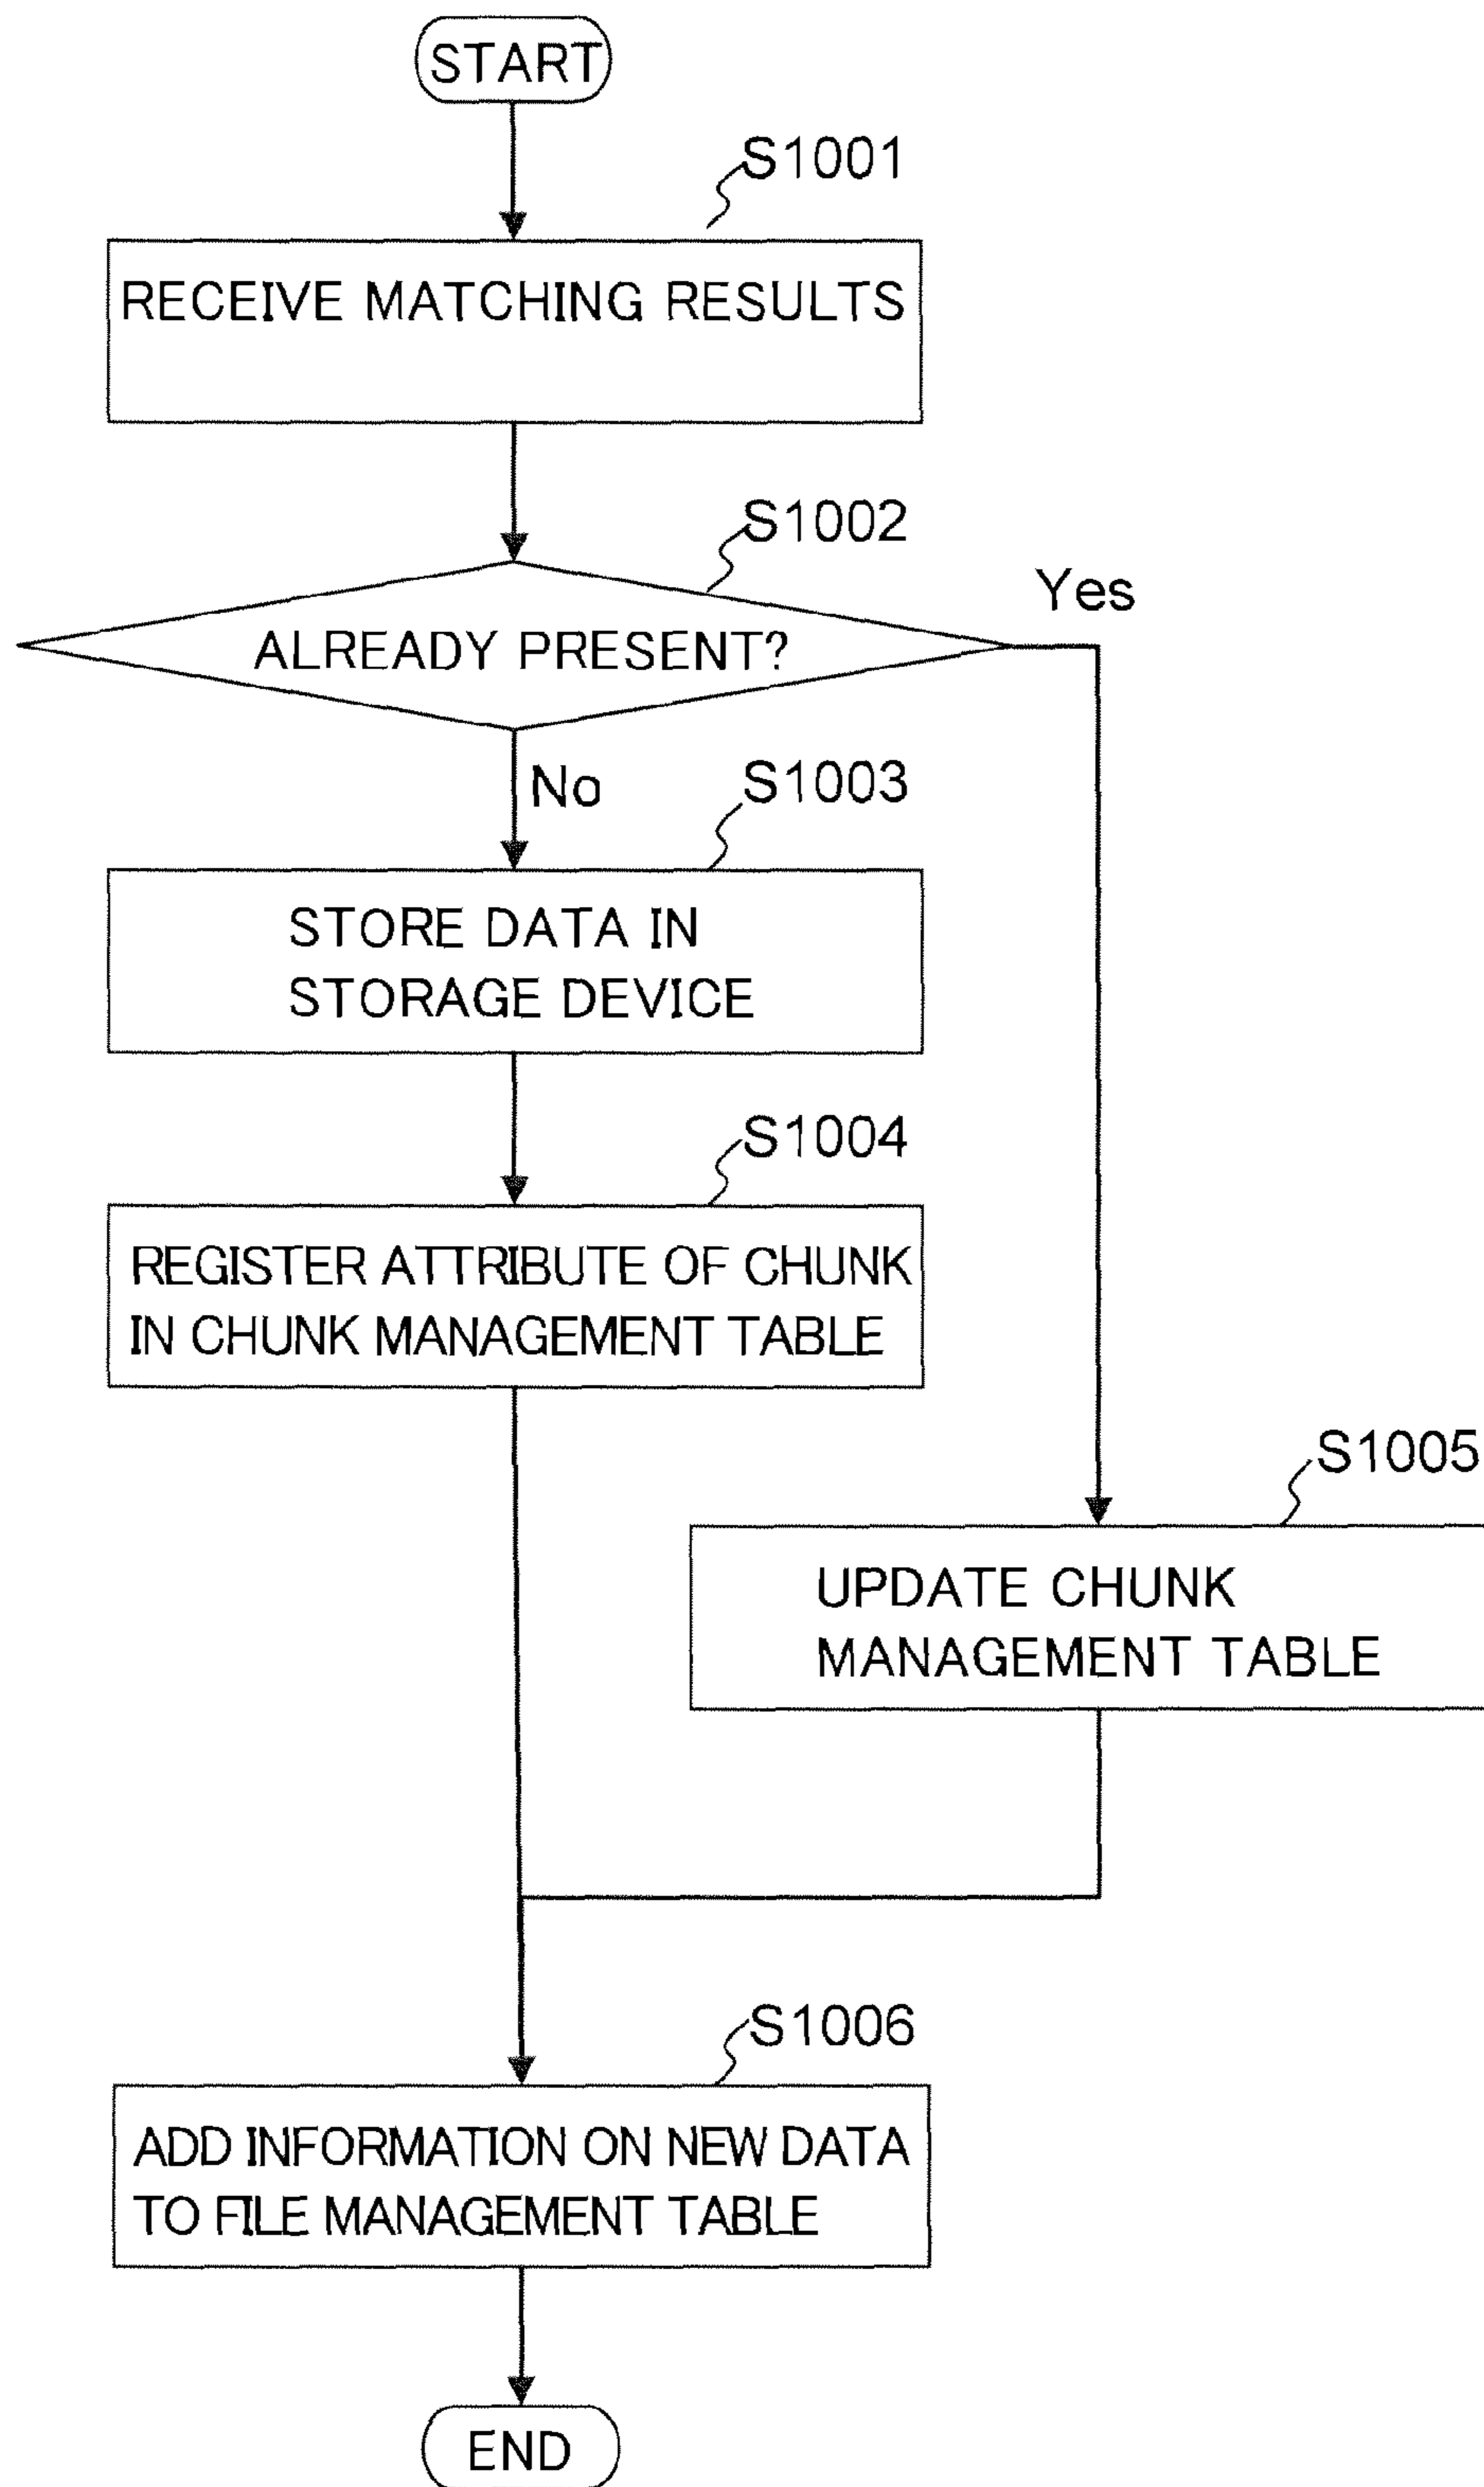 START
S1001
RECEIVE MATCHING RESULTS
S1002
Yes
ALREADY PRESENT?
No
S1003
STORE DATA IN
STORAGE DEVICE
S1004
REGISTER ATTRIBUTE OF CHUNK
IN CHUNK MANAGEMENT TABLE
S1005
UPDATE CHUNK
MANAGEMENT TABLE
S1006
ADD INFORMATION ON NEW DATA
TO FILE MANAGEMENT TABLE
END